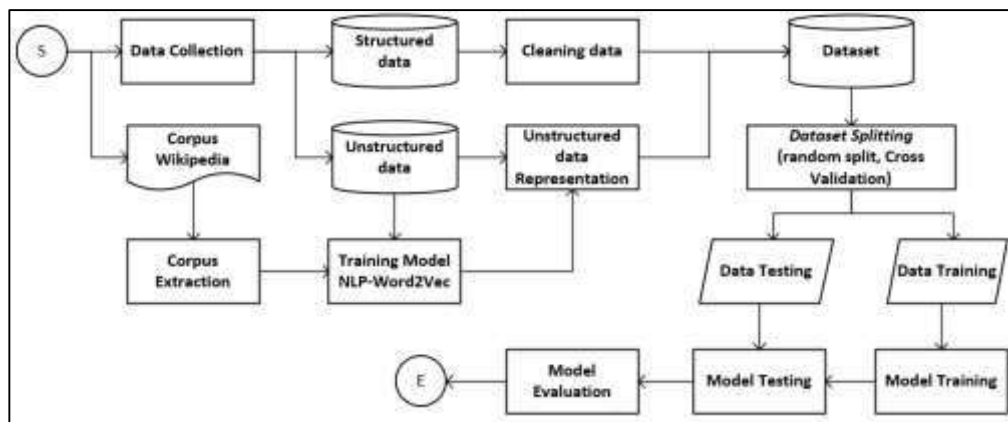 S
Data Collection
Structured
data
Cleaning data
Dataset
Corpus
Wikipedia
Unstructured
data
Unstructured
data
Representation
Dataset Splitting
(random split, Cross
Validation)
Corpus
Extraction
Training Model
NLP-Word2Vec
Data Testing
Data Training
E
Model
Evaluation
Model Testing
Model Training